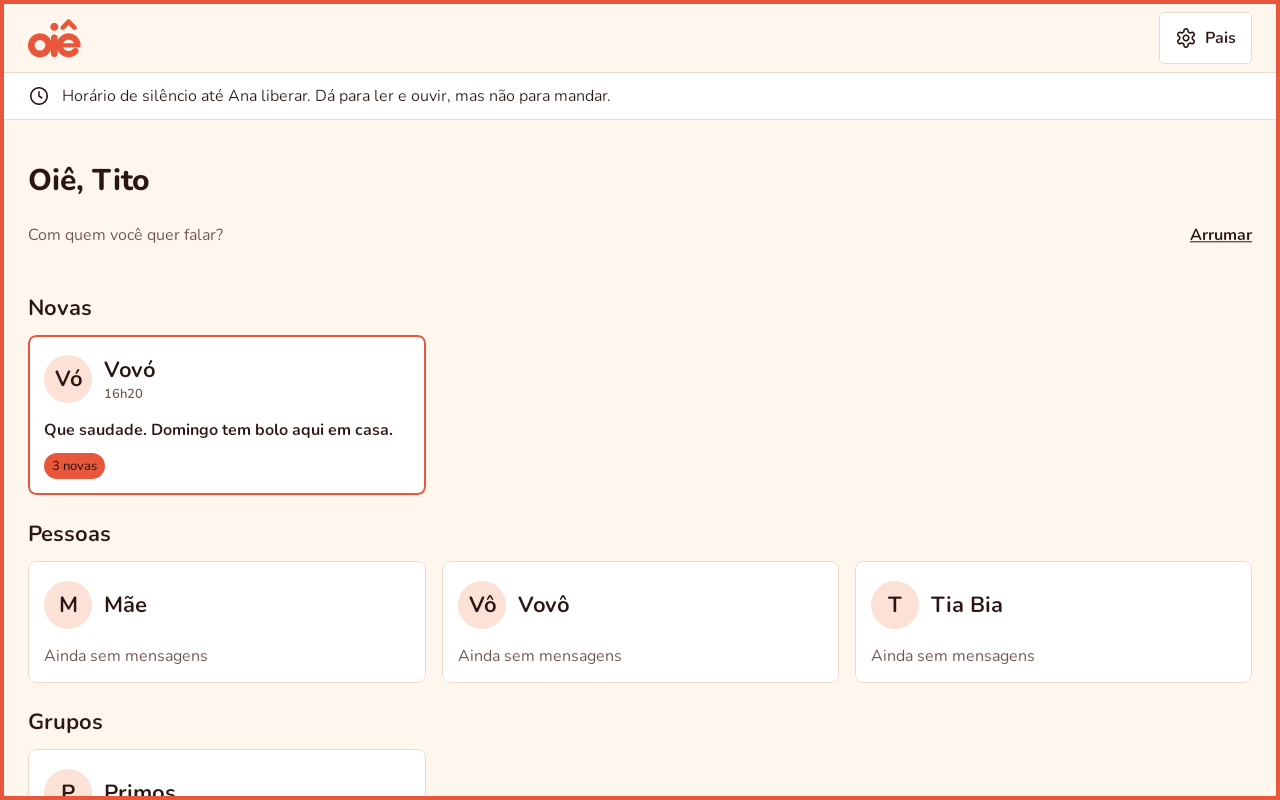 oiê
Pais
Horário de silêncio até Ana liberar. Dá para ler e ouvir, mas não para mandar.
Oiê, Tito
Com quem você quer falar?
Arrumar
Novas
Vó
Vovó
16h20
Que saudade. Domingo tem bolo aqui em casa.
3 novas
Pessoas
M
Mãe
Ainda sem mensagens
Vô
Vovô
Ainda sem mensagens
T
Tia Bia
Ainda sem mensagens
Grupos
P
Primos